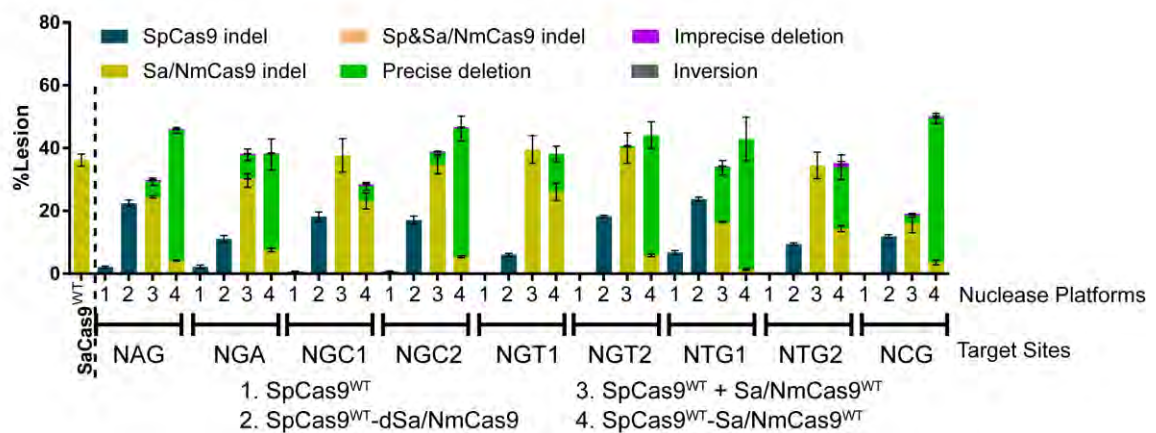 80
60
40
20
0
%Lesion
SpCas9 indel
Sp&Sa/NmCas9 indel
Imprecise deletion
Sa/NmCas9 indel
Precise deletion
Inversion
SaCas9WT
1 2 3 4 1 2 3 4 1 2 3 4 1 2 3 4 1 2 3 4 1 2 3 4 1 2 3 4 1 2 3 4 1 2 3 4 Nuclease Platforms
NAG NGA NGC1 NGC2 NGT1 NGT2 NTG1 NTG2 NCG Target Sites
1. SpCas9WT
3. SpCas9WT + Sa/NmCas9WT
2. SpCas9WT-dSa/NmCas9
4. SpCas9WT-Sa/NmCas9WT